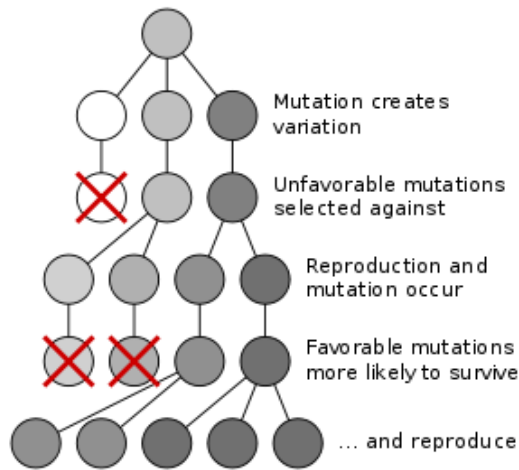 Mutation creates
variation
Unfavorable mutations
selected against
Reproduction and
mutation occur
Favorable mutations
more likely to survive
... and reproduce